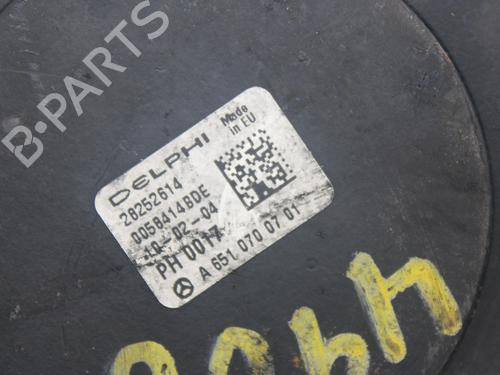 B-PARTS
DELPHI
Made
in EU
28252614
0058414BDE
10-02-04
PH 0017
A 651 070 07 01